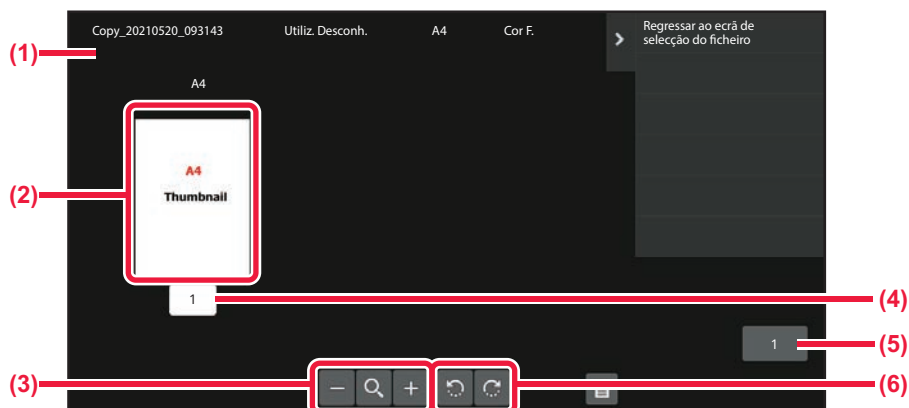 Copy_20210520_093143 Utiliz. Desconh. A4 Cor F.
Regressar ao ecrã de
selecção do ficheiro
(1)
A4
A4
Thumbnail
(2)
1
(4)
1
(5)
(3)
(6)